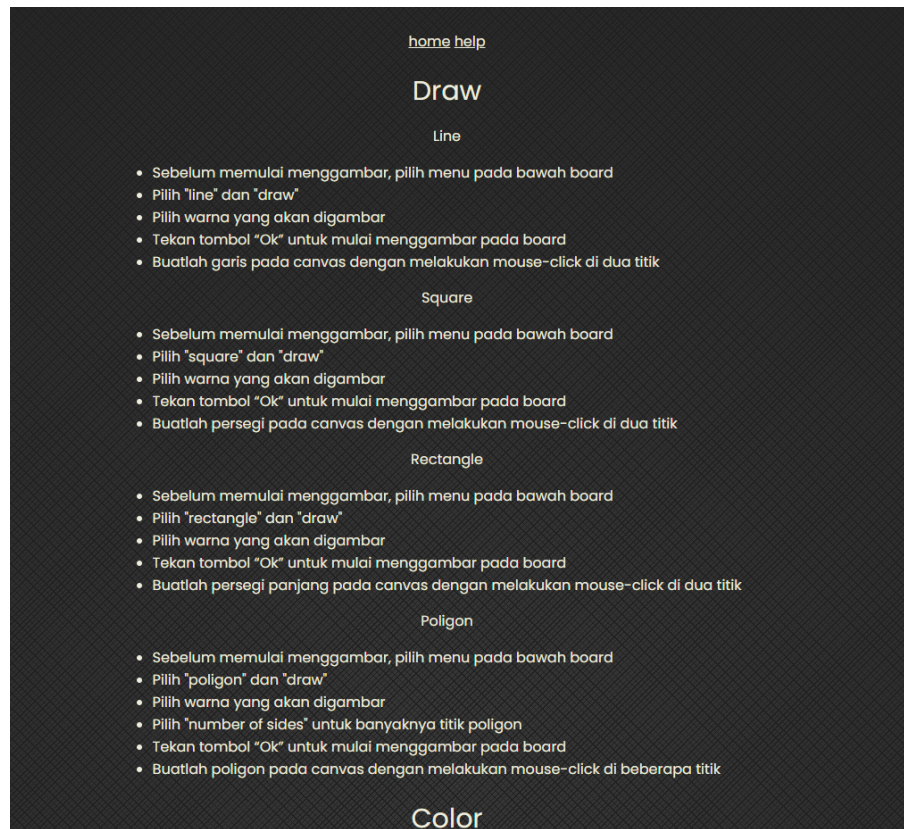 home help
Draw
Line
• Sebelum memulai menggambar, pilih menu pada bawah board
• Pilih "line" dan "draw"
• Pilih warna yang akan digambar
• Tekan tombol “Ok” untuk mulai menggambar pada board
• Buatlah garis pada canvas dengan melakukan mouse-click di dua titik
Square
• Sebelum memulai menggambar, pilih menu pada bawah board
• Pilih "square" dan "draw"
• Pilih warna yang akan digambar
• Tekan tombol “Ok” untuk mulai menggambar pada board
• Buatlah persegi pada canvas dengan melakukan mouse-click di dua titik
Rectangle
• Sebelum memulai menggambar, pilih menu pada bawah board
• Pilih "rectangle" dan "draw"
• Pilih warna yang akan digambar
• Tekan tombol “Ok” untuk mulai menggambar pada board
• Buatlah persegi panjang pada canvas dengan melakukan mouse-click di dua titik
Poligon
• Sebelum memulai menggambar, pilih menu pada bawah board
• Pilih "poligon" dan "draw"
• Pilih warna yang akan digambar
• Pilih "number of sides" untuk banyaknya titik poligon
• Tekan tombol “Ok” untuk mulai menggambar pada board
• Buatlah poligon pada canvas dengan melakukan mouse-click di beberapa titik
Color